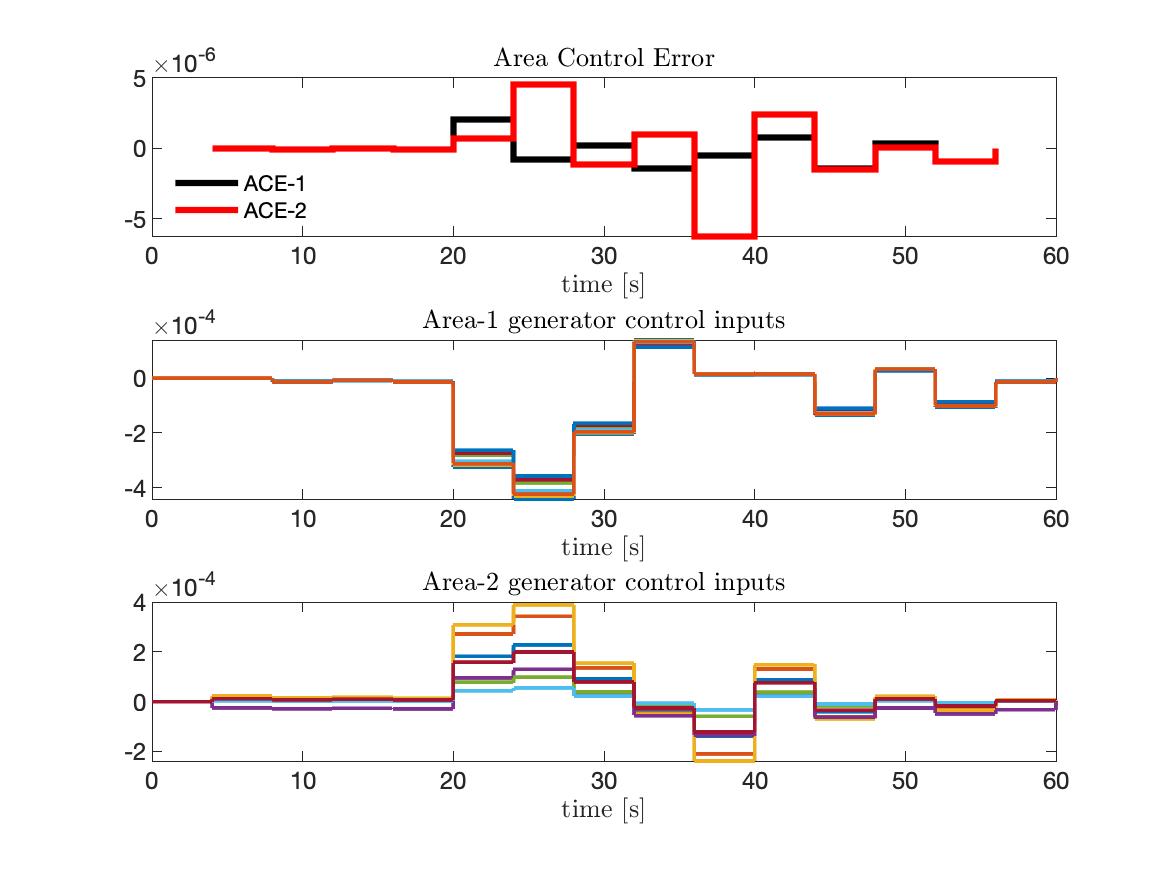 Area Control Error
×10-6
5
0
-5
ACE-1
ACE-2
0 10 20 30 40 50 60
time [s]
Area-1 generator control inputs
×10-4
0
-2
-4
0 10 20 30 40 50 60
time [s]
Area-2 generator control inputs
×10-4
4
2
0
-2
0 10 20 30 40 50 60
time [s]